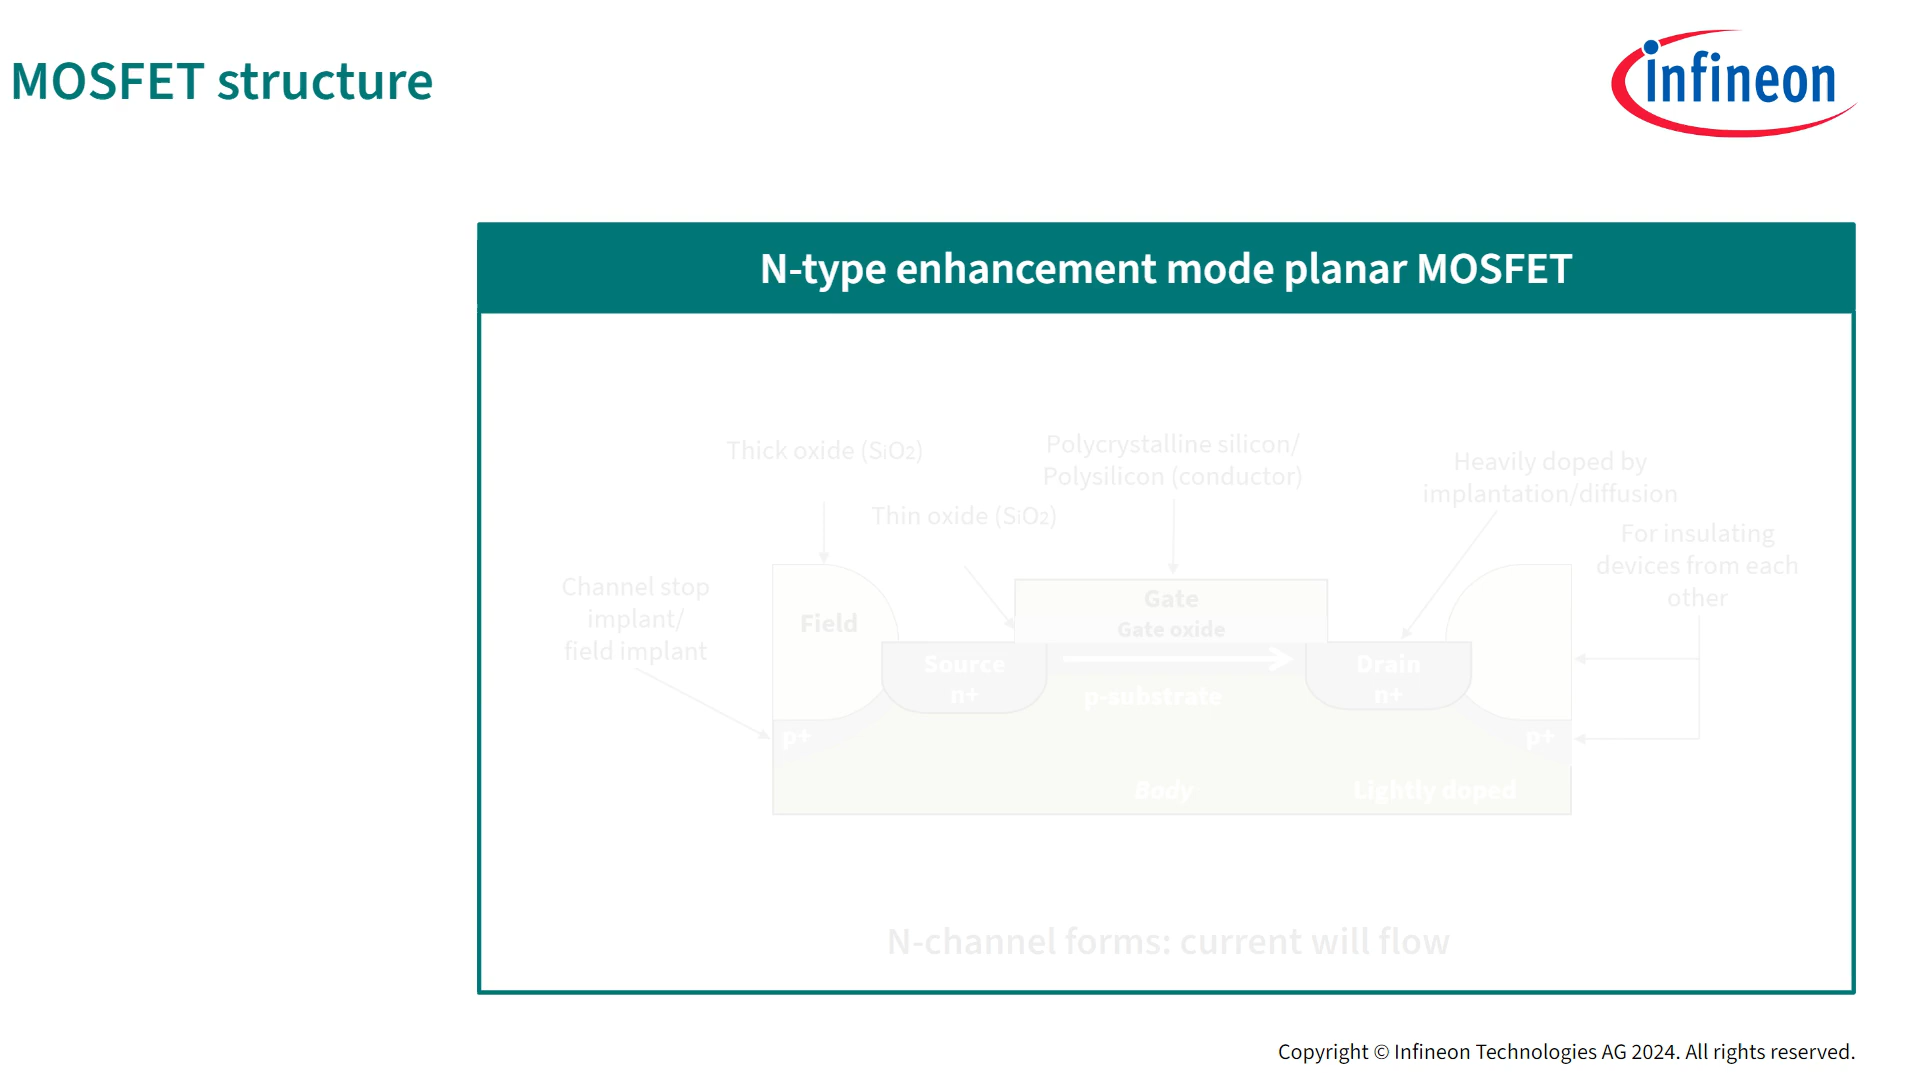 MOSFET structure
infineon
N-type enhancement mode planar MOSFET
Thick oxide (SiO2)
Polycrystalline silicon/
Polysilicon (conductor)
Heavily doped by
implantation/diffusion
Thin oxide (SiO2)
For insulating
devices from each
other
Channel stop
implant/
field implant
Field
Gate
Gate oxide
Source
n+
Drain
n+
p-substrate
p+
p+
Body
Lightly doped
N-channel forms: current will flow
Copyright © Infineon Technologies AG 2024. All rights reserved.